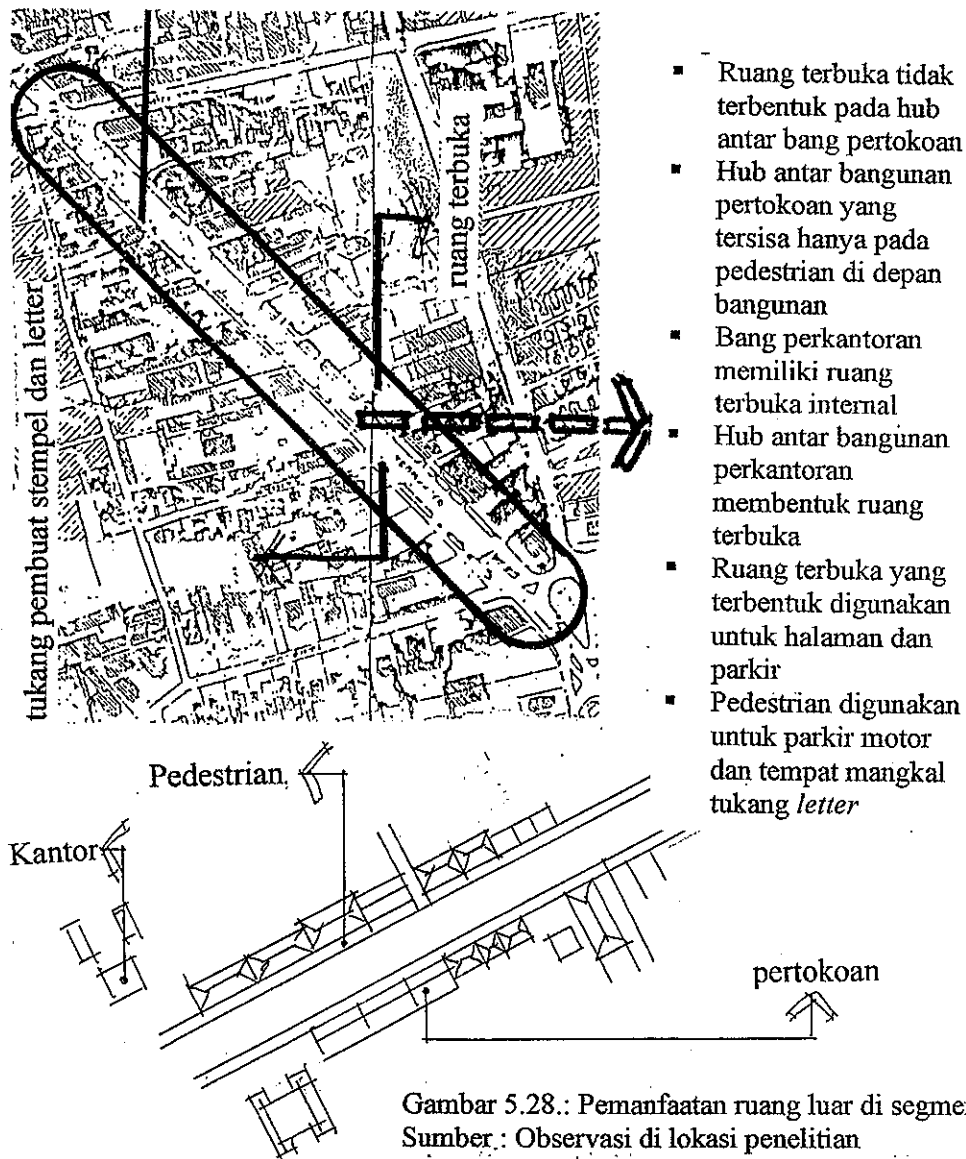 tukang pembuat stempel dan letter
ruang terbuka
▪ Ruang terbuka tidak
terbentuk pada hub
antar bang pertokoan
▪ Hub antar bangunan
pertokoan yang
tersisa hanya pada
pedestrian di depan
bangunan
▪ Bang perkantoran
memiliki ruang
terbuka internal
▪ Hub antar bangunan
perkantoran
membentuk ruang
terbuka
▪ Ruang terbuka yang
terbentuk digunakan
untuk halaman dan
parkir
▪ Pedestrian digunakan
untuk parkir motor
dan tempat mangkal
tukang letter
Pedestrian
Kantor
pertokoan
Gambar 5.28.: Pemanfaatan ruang luar di segme
Sumber : Observasi di lokasi penelitian